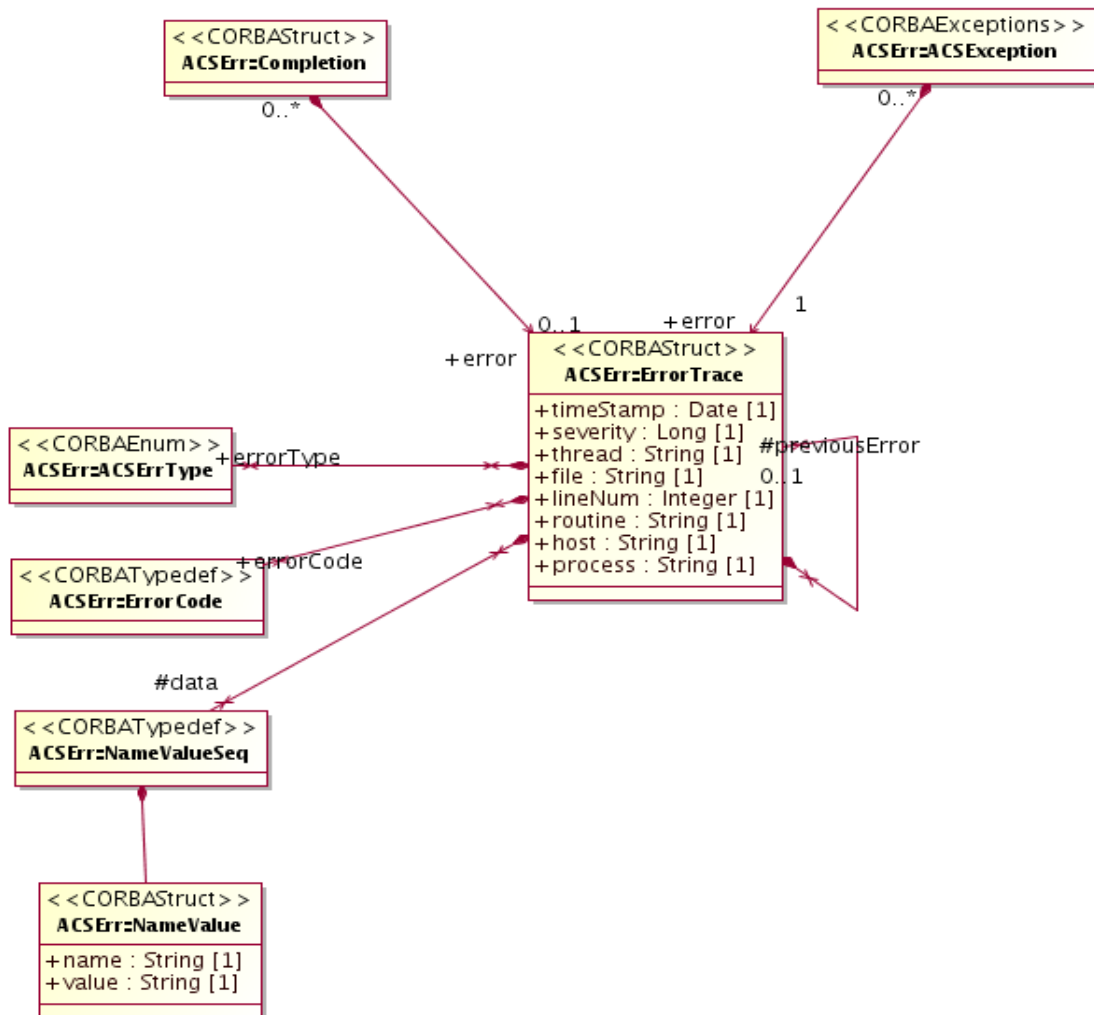 <<CORBAStruct>>
ACSErr::Completion
<<CORBAExceptions>>
ACSErr::ACSException
0..*
0..*
1
0..1
+error
+error
<<CORBAStruct>>
ACSErr::ErrorTrace
+timeStamp : Date [1]
+severity : Long [1]
+thread : String [1]
+file : String [1]
+lineNum : Integer [1]
+routine : String [1]
+host : String [1]
+process : String [1]
#previousError
0..1
<<CORBAEnum>>
ACSErr::ACSErrType
+errorType
<<CORBATypedef>>
ACSErr::ErrorCode
+errorCode
#data
<<CORBATypedef>>
ACSErr::NameValueSeq
<<CORBAStruct>>
ACSErr::NameValue
+name : String [1]
+value : String [1]